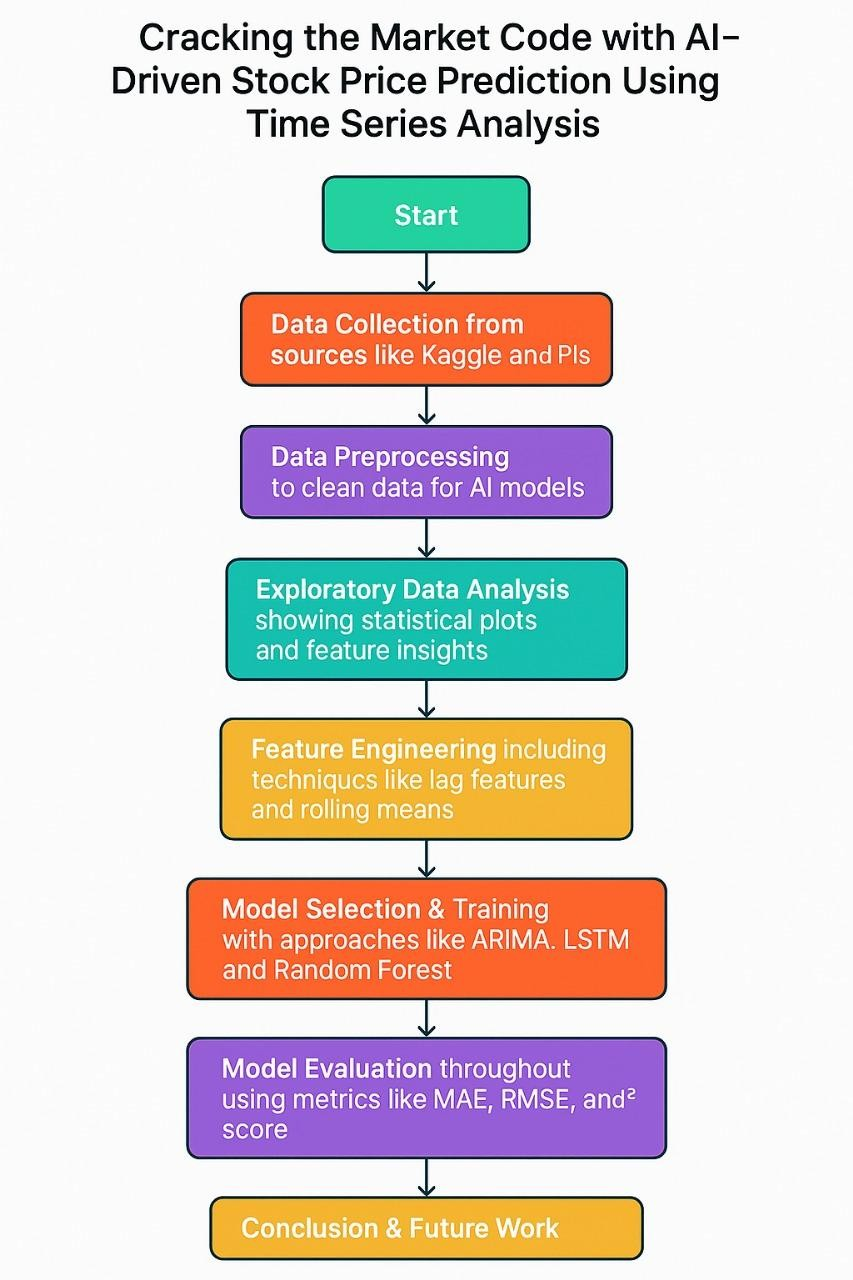 Cracking the Market Code with AI-
Driven Stock Price Prediction Using
Time Series Analysis
Start
Data Collection from
sources like Kaggle and PIs
Data Preprocessing
to clean data for AI models
Exploratory Data Analysis
showing statistical plots
and feature insights
Feature Engineering including
techniqucs like lag features
and rolling means
Model Selection & Training
with approaches like ARIMA. LSTM
and Random Forest
Model Evaluation throughout
using metrics like MAE, RMSE, and²
score
Conclusion & Future Work